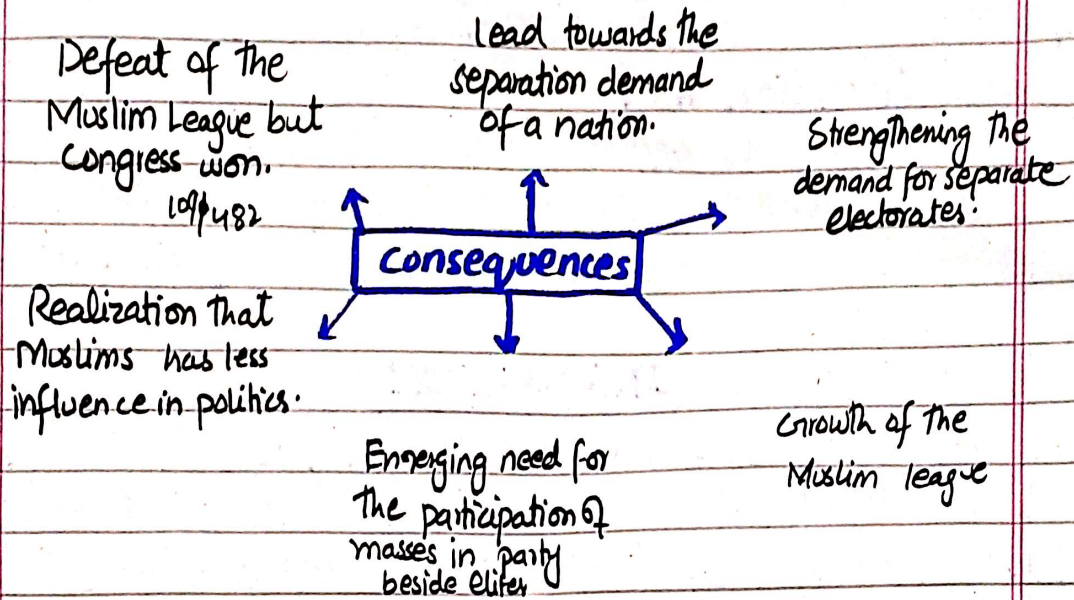 Defeat of the
Muslim League but
Congress won.
109/482
lead towards the
separation demand
of a nation.
Strengthening the
demand for separate
electorates.
consequences
Realization that
Muslims has less
influence in politics.
Emerging need for
the participation of
masses in party
beside elites
Growth of the
Muslim league